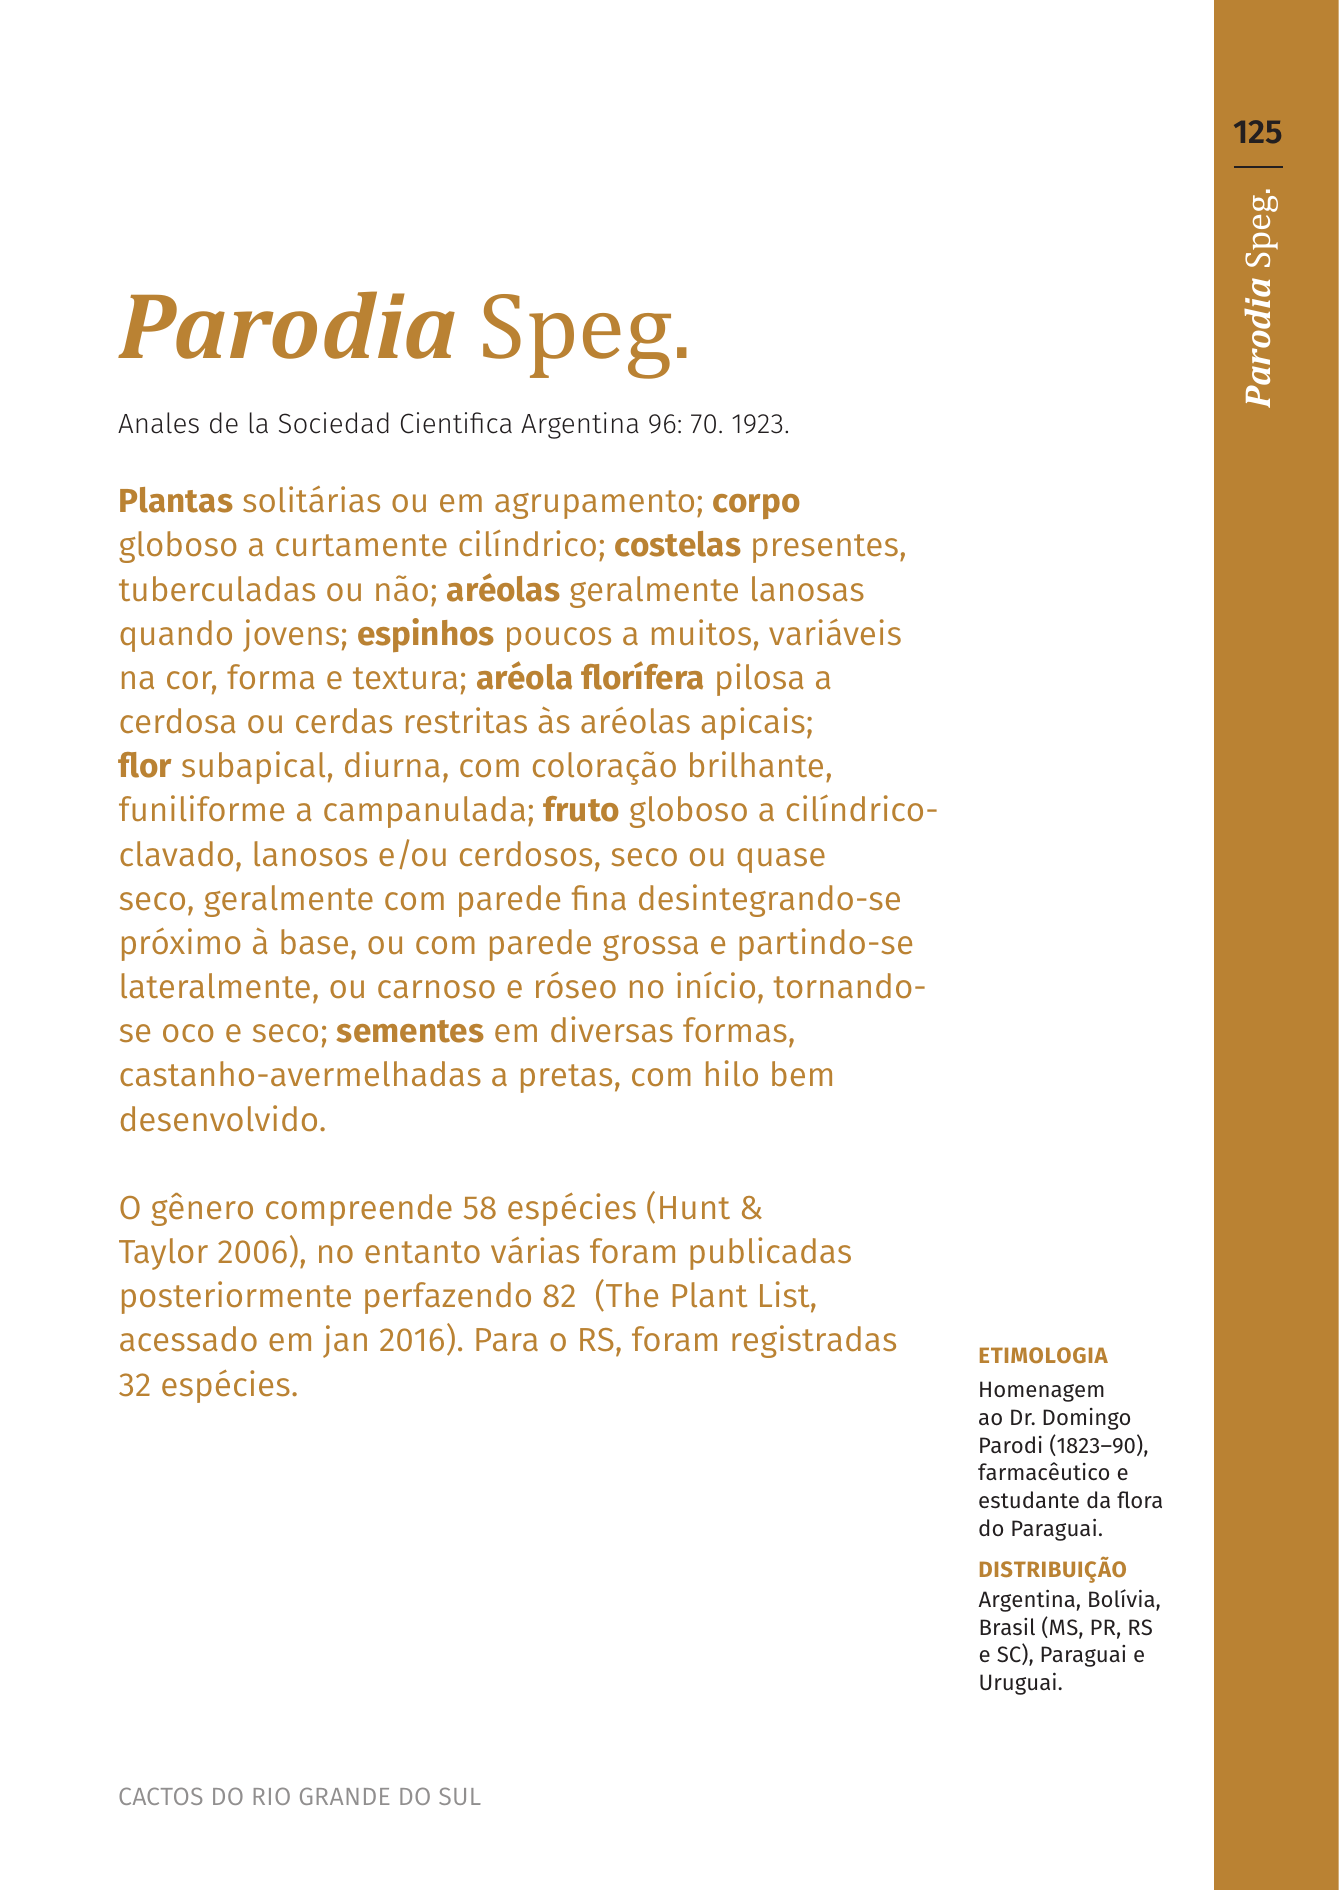 125
Parodia Speg.
Parodia Speg.
Anales de la Sociedad Cientifica Argentina 96: 70. 1923.
Plantas solitárias ou em agrupamento; corpo
globoso a curtamente cilíndrico; costelas presentes,
tuberculadas ou não; aréolas geralmente lanosas
quando jovens; espinhos poucos a muitos, variáveis
na cor, forma e textura; aréola florífera pilosa a
cerdosa ou cerdas restritas às aréolas apicais;
flor subapical, diurna, com coloração brilhante,
funiliforme a campanulada; fruto globoso a cilíndrico-
clavado, lanosos e/ou cerdosos, seco ou quase
seco, geralmente com parede fina desintegrando-se
próximo à base, ou com parede grossa e partindo-se
lateralmente, ou carnoso e róseo no início, tornando-
se oco e seco; sementes em diversas formas,
castanho-avermelhadas a pretas, com hilo bem
desenvolvido.
O gênero compreende 58 espécies (Hunt &
Taylor 2006), no entanto várias foram publicadas
posteriormente perfazendo 82  (The Plant List,
acessado em jan 2016). Para o RS, foram registradas
32 espécies.
ETIMOLOGIA
Homenagem
ao Dr. Domingo
Parodi (1823–90),
farmacêutico e
estudante da flora
do Paraguai.
DISTRIBUIÇÃO
Argentina, Bolívia,
Brasil (MS, PR, RS
e SC), Paraguai e
Uruguai.
CACTOS DO RIO GRANDE DO SUL